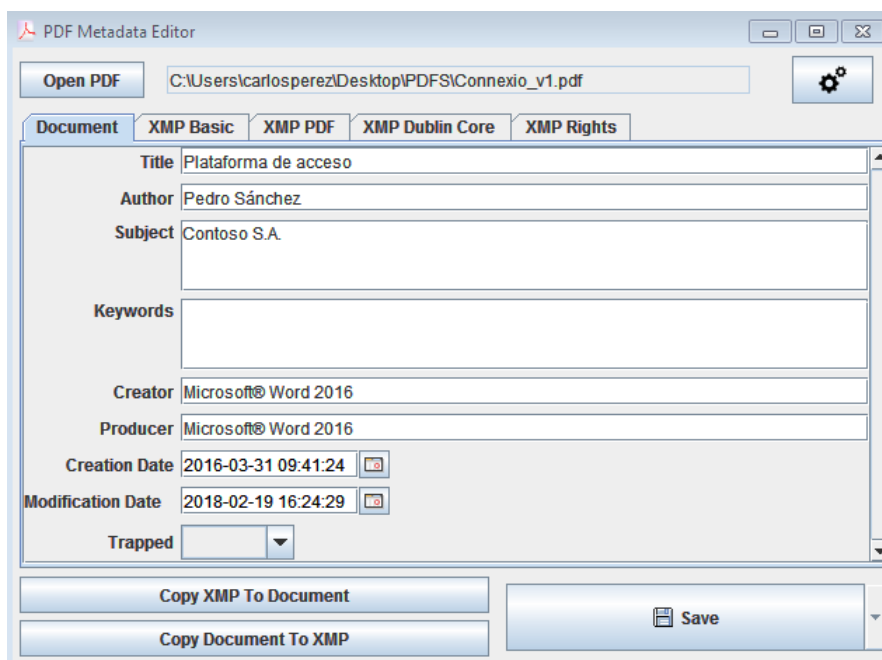 PDF Metadata Editor
Open PDF C:\Users\carlosperez\Desktop\PDFS\Connexio_v1.pdf
Document XMP Basic XMP PDF XMP Dublin Core XMP Rights
Title Plataforma de acceso
Author Pedro Sánchez
Subject Contoso S.A.
Keywords
Creator Microsoft® Word 2016
Producer Microsoft® Word 2016
Creation Date 2016-03-31 09:41:24
Modification Date 2018-02-19 16:24:29
Trapped
Copy XMP To Document
Save
Copy Document To XMP